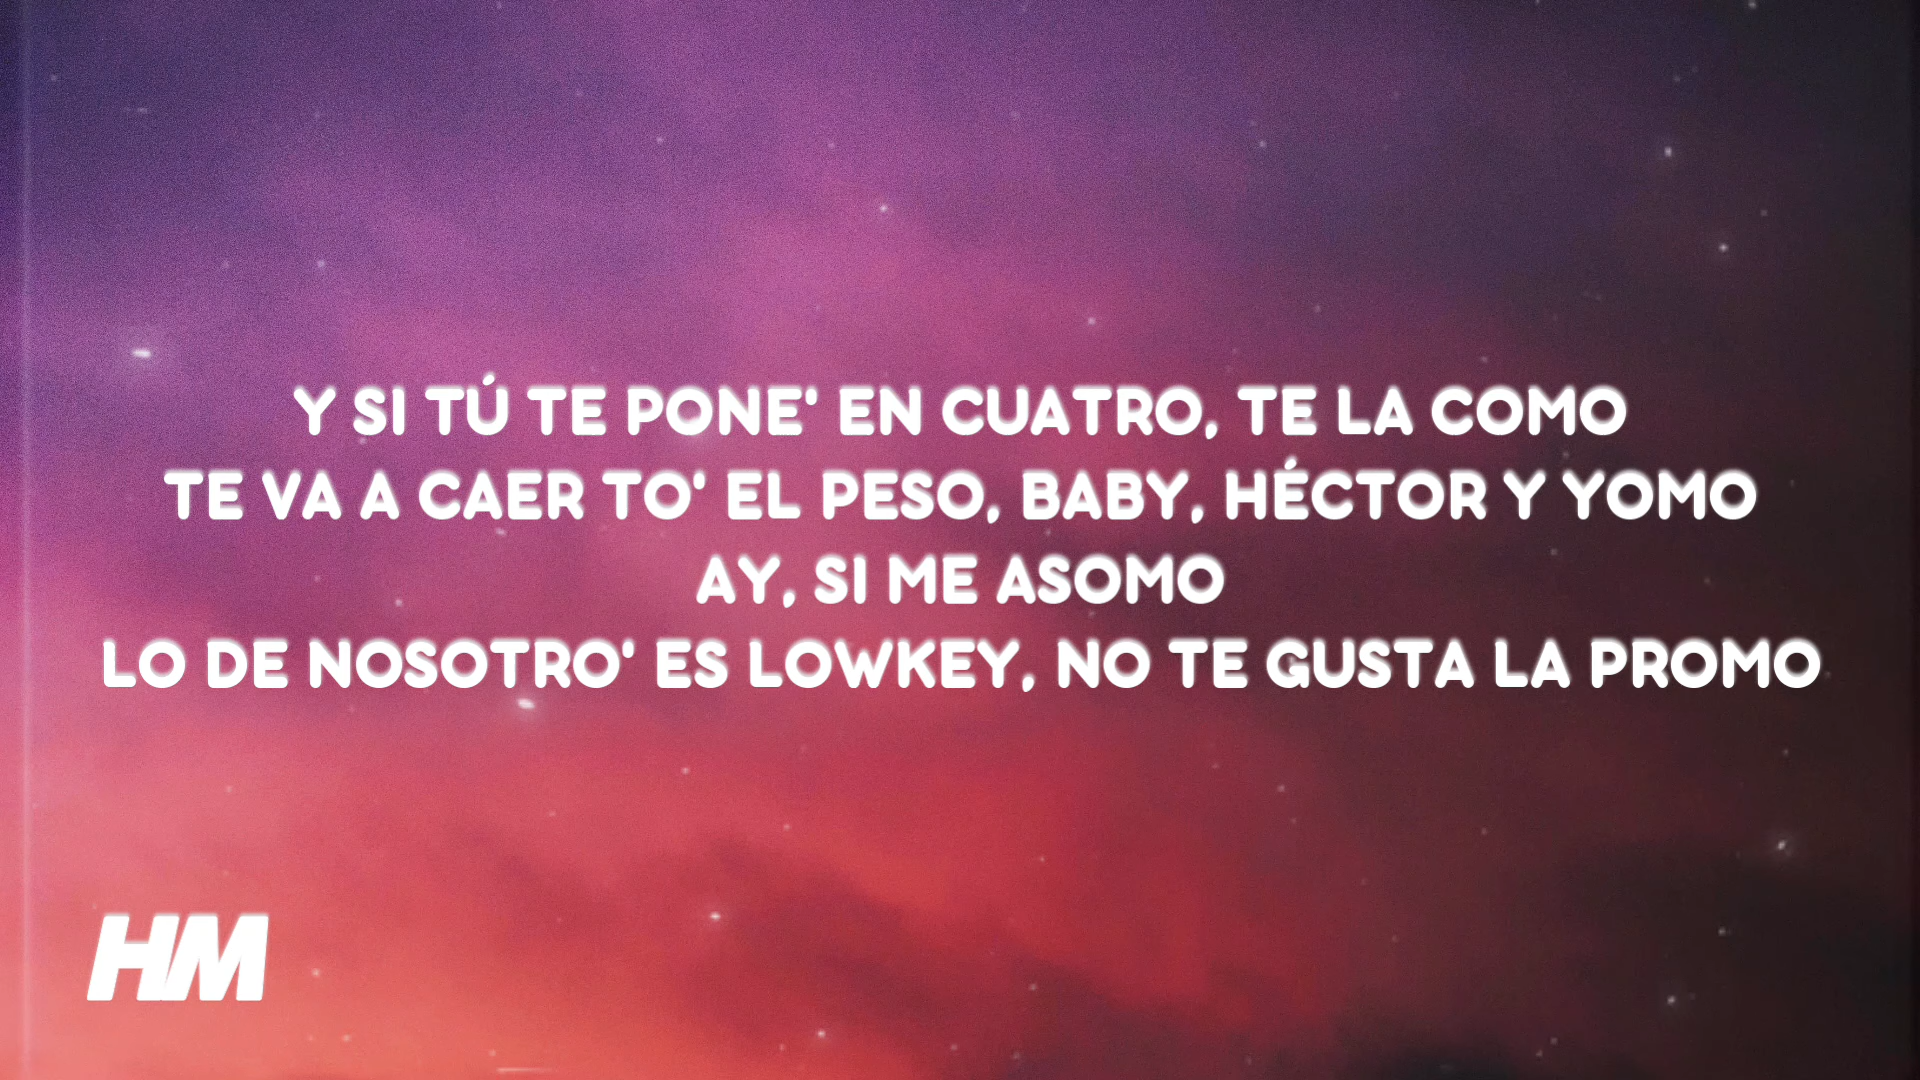 Y SI TÚ TE PONE' EN CUATRO, TE LA COMO
TE VA A CAER TO' EL PESO, BABY, HÉCTOR Y YOMO
AY, SI ME ASOMO
LO DE NOSOTRO' ES LOWKEY, NO TE GUSTA LA PROMO
HM